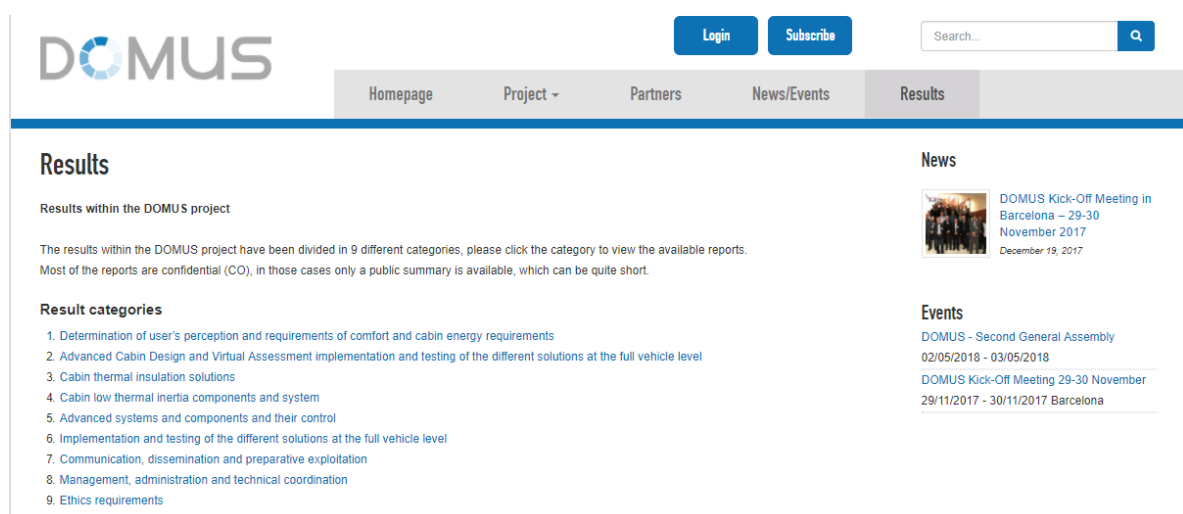 DOMUS
Login
Subscribe
Search...
Homepage
Project
Partners
News/Events
Results
Results
Results within the DOMUS project
The results within the DOMUS project have been divided in 9 different categories, please click the category to view the available reports.
Most of the reports are confidential (CO), in those cases only a public summary is available, which can be quite short.
Result categories
1. Determination of user's perception and requirements of comfort and cabin energy requirements
2. Advanced Cabin Design and Virtual Assessment implementation and testing of the different solutions at the full vehicle level
3. Cabin thermal insulation solutions
4. Cabin low thermal inertia components and system
5. Advanced systems and components and their control
6. Implementation and testing of the different solutions at the full vehicle level
7. Communication, dissemination and preparative exploitation
8. Management, administration and technical coordination
9. Ethics requirements
News
DOMUS Kick-Off Meeting in
Barcelona – 29-30
November 2017
December 19, 2017
Events
DOMUS - Second General Assembly
02/05/2018 - 03/05/2018
DOMUS Kick-Off Meeting 29-30 November
29/11/2017 - 30/11/2017 Barcelona